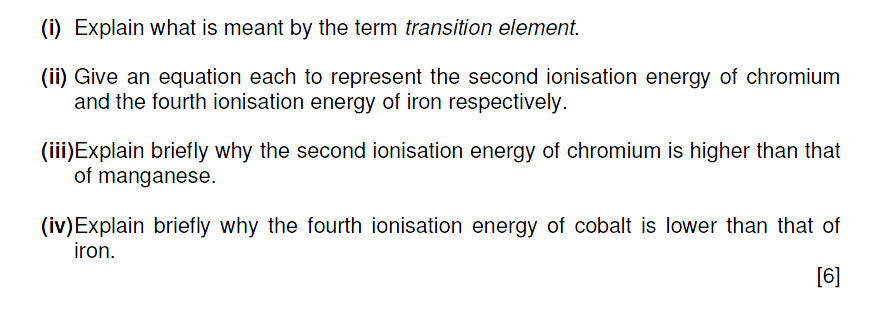 (i) Explain what is meant by the term transition element.
(ii) Give an equation each to represent the second ionisation energy of chromium
and the fourth ionisation energy of iron respectively.
(iii)Explain briefly why the second ionisation energy of chromium is higher than that
of manganese.
(iv)Explain briefly why the fourth ionisation energy of cobalt is lower than that of
iron.
[6]